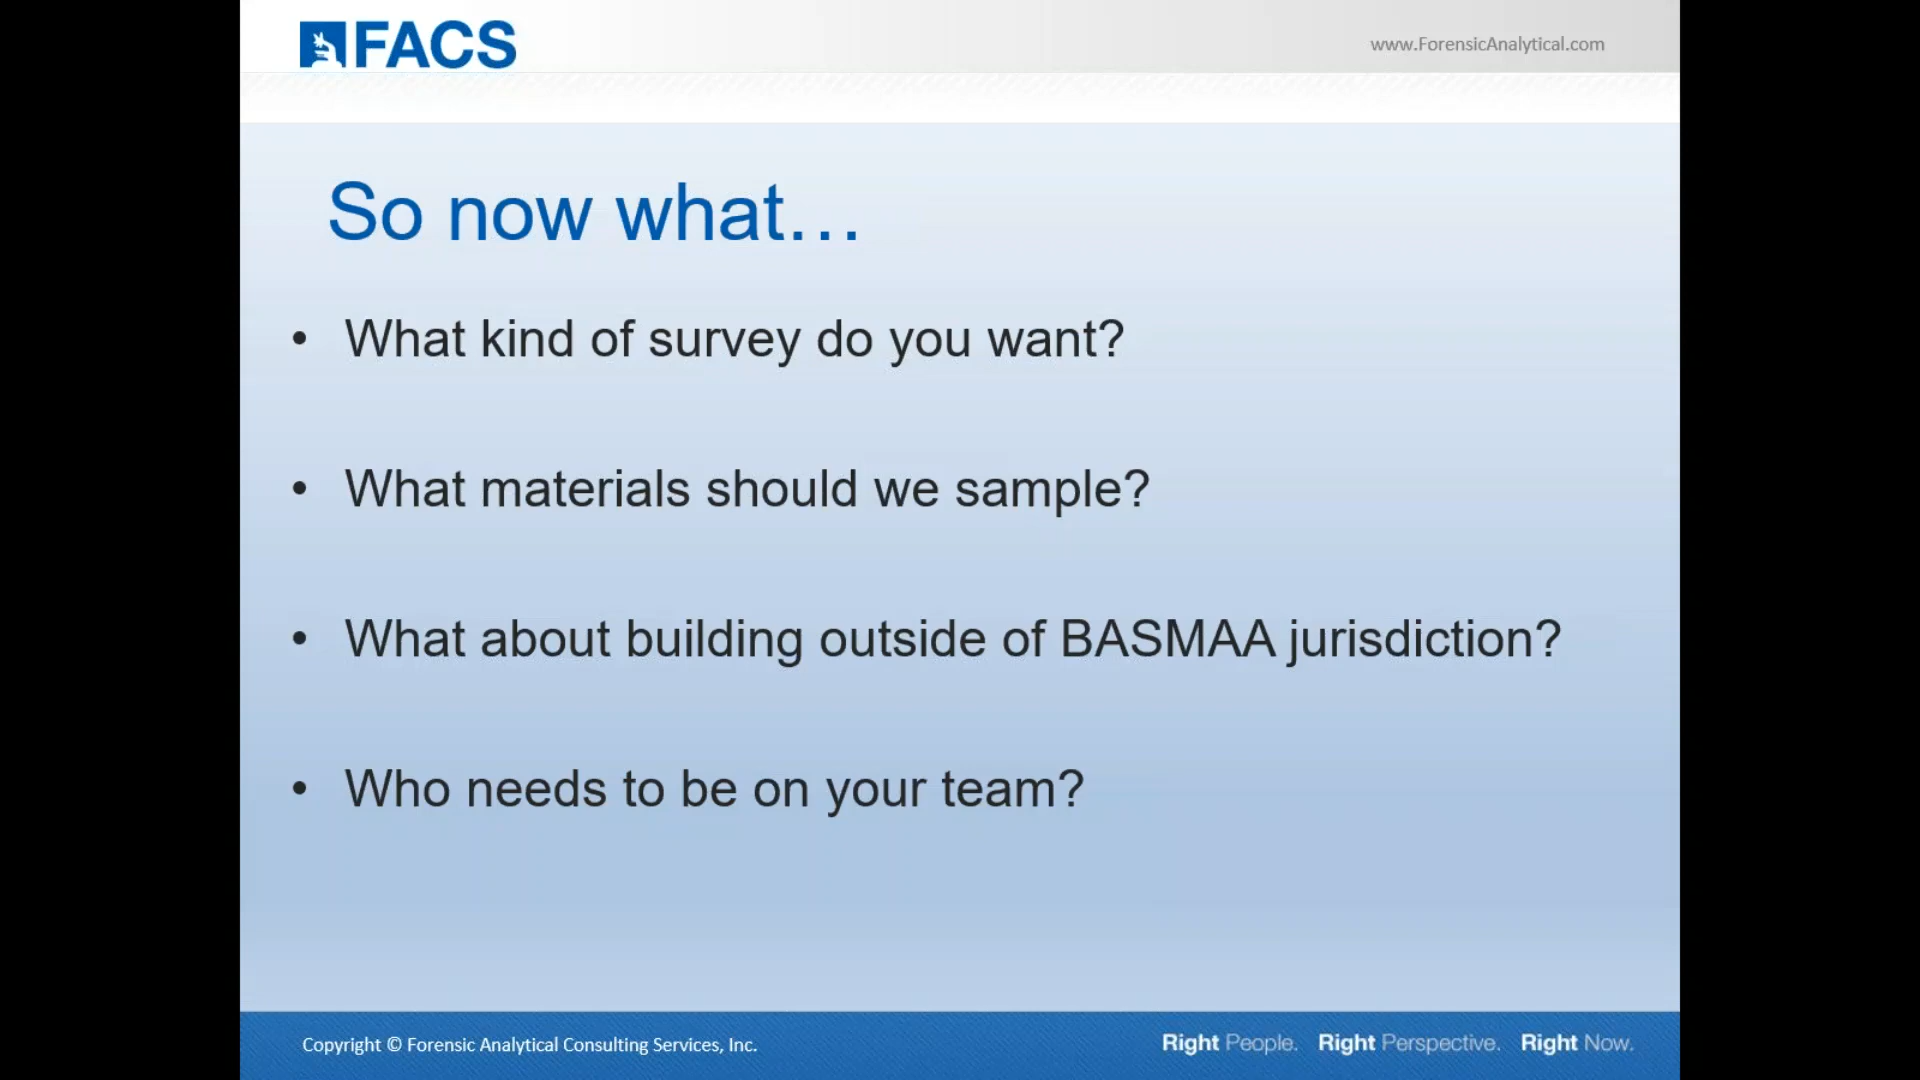 FACS
www.ForensicAnalytical.com
So now what…
• What kind of survey do you want?
• What materials should we sample?
• What about building outside of BASMAA jurisdiction?
• Who needs to be on your team?
Copyright © Forensic Analytical Consulting Services, Inc.
Right People. Right Perspective. Right Now.